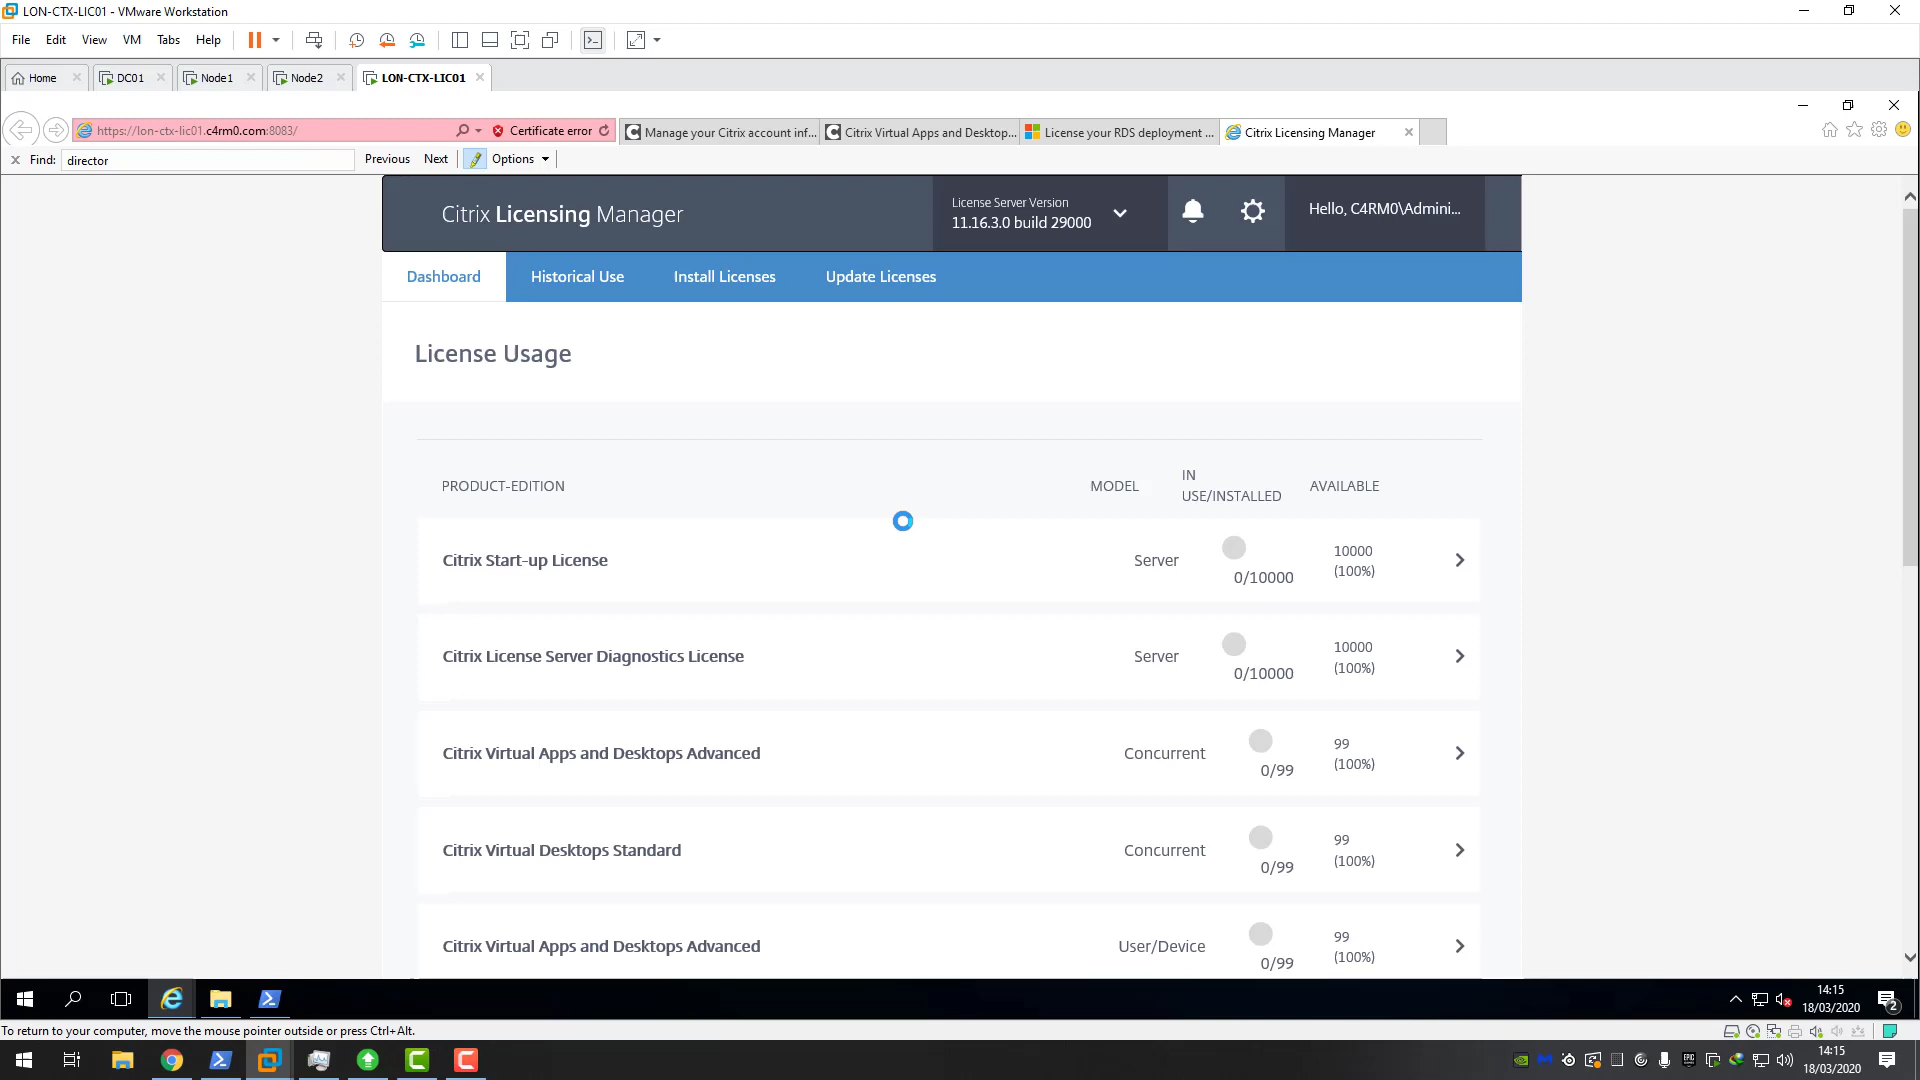 LON-CTX-LIC01 - VMware Workstation
File Edit View VM Tabs Help
Home DC01 Node1 Node2 LON-CTX-LIC01
https://lon-ctx-lic01.c4rm0.com:8083/ Certificate error Manage your Citrix account inf... Citrix Virtual Apps and Desktop... License your RDS deployment ... Citrix Licensing Manager
Find: director Previous Next Options
Citrix Licensing Manager
License Server Version
11.16.3.0 build 29000
Hello, C4RM0\Admini...
Dashboard Historical Use Install Licenses Update Licenses
License Usage
PRODUCT-EDITION MODEL IN USE/INSTALLED AVAILABLE
Citrix Start-up License Server 0/10000 10000 (100%)
Citrix License Server Diagnostics License Server 0/10000 10000 (100%)
Citrix Virtual Apps and Desktops Advanced Concurrent 0/99 99 (100%)
Citrix Virtual Desktops Standard Concurrent 0/99 99 (100%)
Citrix Virtual Apps and Desktops Advanced User/Device 0/99 99 (100%)
14:15
18/03/2020
2
To return to your computer, move the mouse pointer outside or press Ctrl+Alt.
14:15
18/03/2020